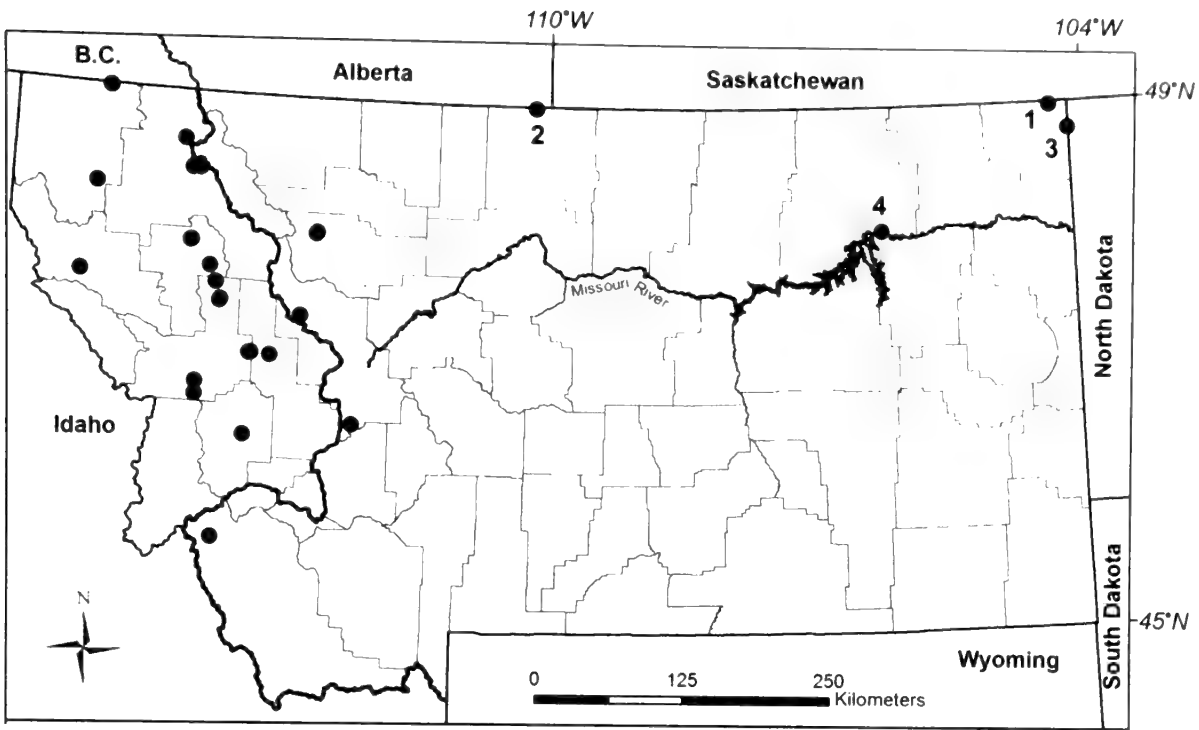 110°W
104°W
B.C.
Alberta
Saskatchewan
49°N
2
1
3
4
Missouri River
North Dakota
Idaho
N
South Dakota
45°N
Wyoming
0 125 250
Kilometers